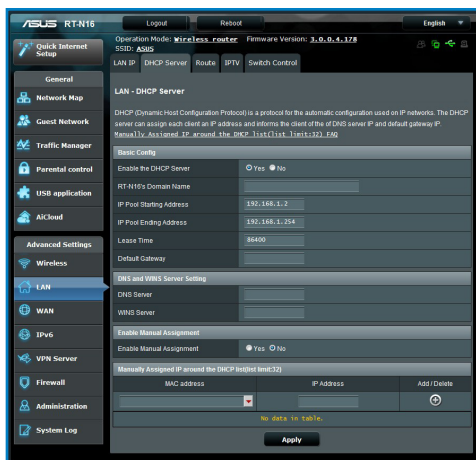 ASUS RT-N16
Logout
Reboot
English
Quick Internet Setup
Operation Mode: Wireless router Firmware Version: 3.0.0.4.178
SSID: ASUS
LAN IP DHCP Server Route IPTV Switch Control
General
Network Map
Guest Network
Traffic Manager
Parental control
USB application
AiCloud
Advanced Settings
Wireless
LAN
WAN
IPv6
VPN Server
Firewall
Administration
System Log
LAN - DHCP Server
DHCP (Dynamic Host Configuration Protocol) is a protocol for the automatic configuration used on IP networks. The DHCP
server can assign each client an IP address and informs the client of the of DNS server IP and default gateway IP.
Manually Assigned IP around the DHCP list(list limit:32) FAQ
Basic Config
Enable the DHCP Server Yes No
RT-N16's Domain Name
IP Pool Starting Address 192.168.1.2
IP Pool Ending Address 192.168.1.254
Lease Time 86400
Default Gateway
DNS and WINS Server Setting
DNS Server
WINS Server
Enable Manual Assignment
Enable Manual Assignment Yes No
Manually Assigned IP around the DHCP list(list limit:32)
MAC address IP Address Add / Delete
No data in table.
Apply